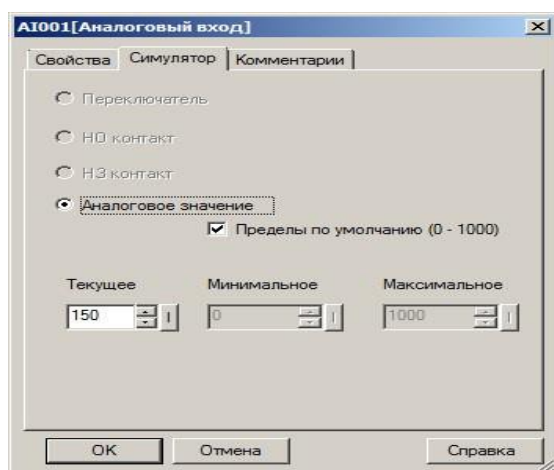 AI001[Аналоговый вход]
Свойства Симулятор Комментарии
Переключатель
НО контакт
НЗ контакт
Аналоговое значение
Пределы по умолчанию (0 - 1000)
Текущее Минимальное Максимальное
150 0 1000
OK Отмена Справка